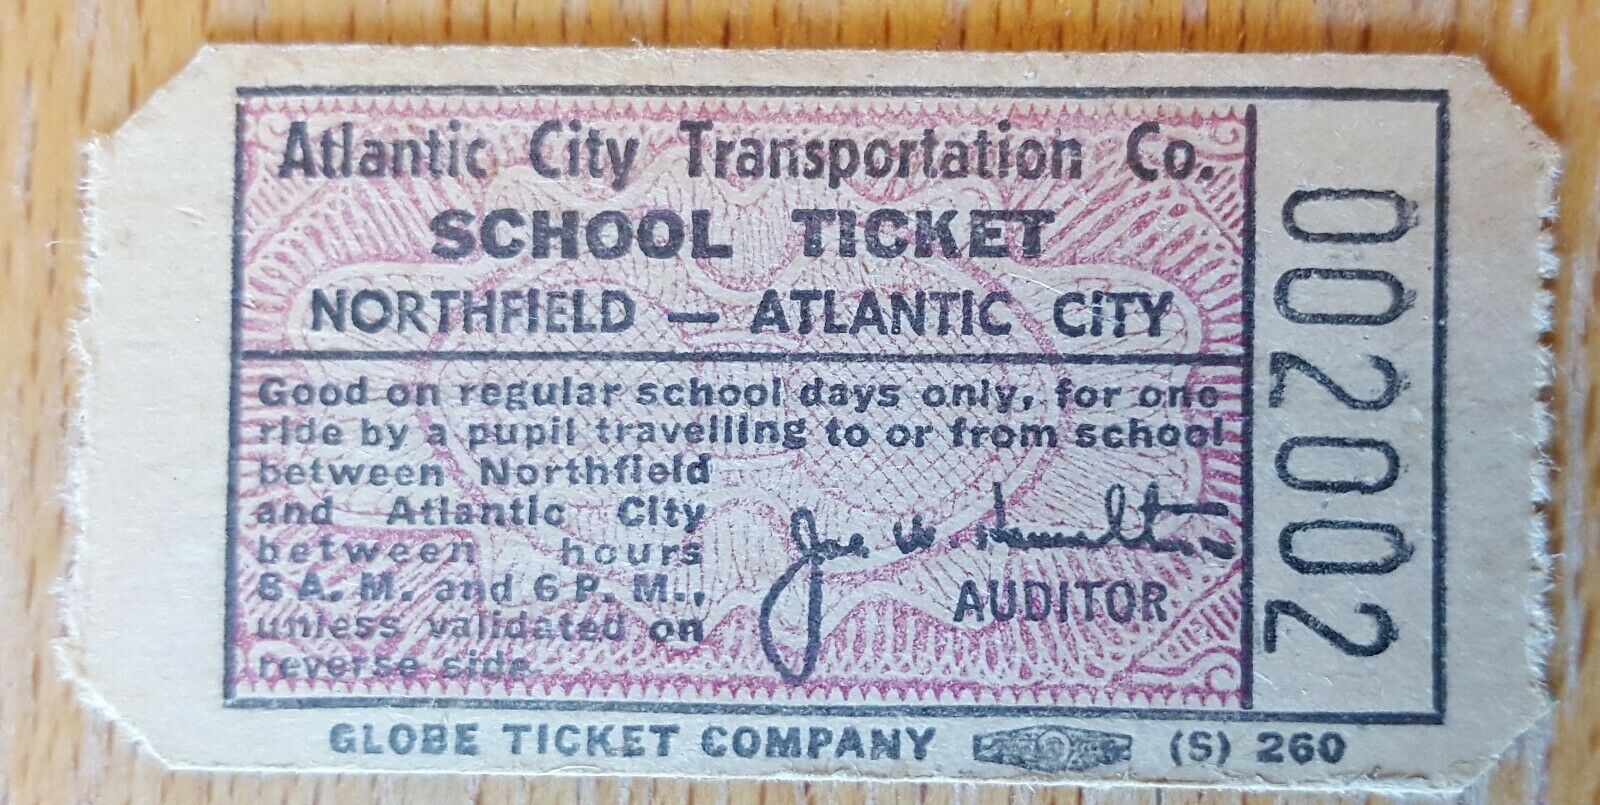 Atlantic City Transportation Co.
SCHOOL TICKET
NORTHFIELD — ATLANTIC CITY
Good on regular school days only, for one
ride by a pupil travelling to or from school
between Northfield
and Atlantic City
between hours
8 A. M. and 6 P. M.,
unless validated on
reverse side.
Jos. W. Hamilton
AUDITOR
002002
GLOBE TICKET COMPANY (S) 260